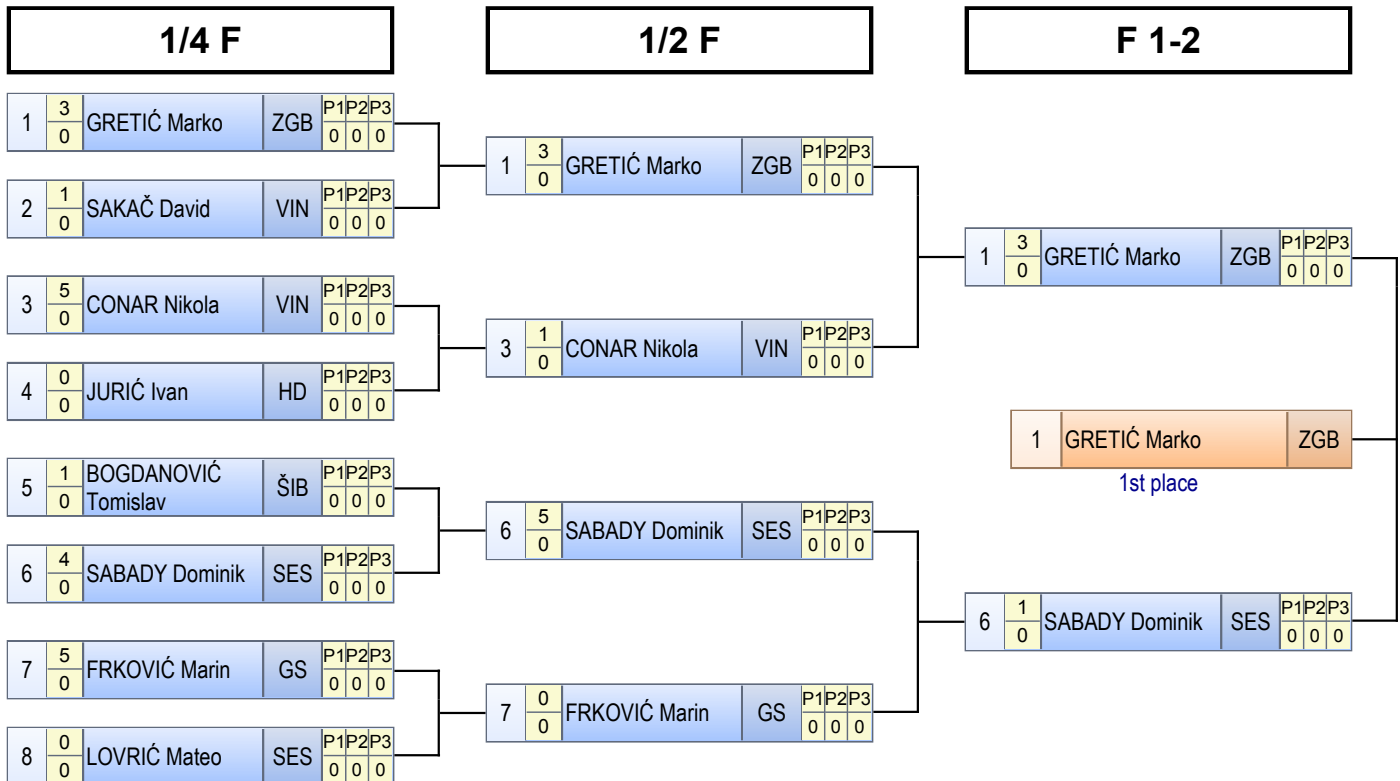 1/4 F
1/2 F
F 1-2
1 3 GRETIĆ Marko ZGB P1 P2 P3
0 0 0 0
2 1 SAKAČ David VIN P1 P2 P3
0 0 0 0
3 5 CONAR Nikola VIN P1 P2 P3
0 0 0 0
4 0 JURIĆ Ivan HD P1 P2 P3
0 0 0 0
5 1 BOGDANOVIĆ ŠIB P1 P2 P3
0 Tomislav 0 0 0
6 4 SABADY Dominik SES P1 P2 P3
0 0 0 0
7 5 FRKOVIĆ Marin GS P1 P2 P3
0 0 0 0
8 0 LOVRIĆ Mateo SES P1 P2 P3
0 0 0 0
1 3 GRETIĆ Marko ZGB P1 P2 P3
0 0 0 0
3 1 CONAR Nikola VIN P1 P2 P3
0 0 0 0
6 5 SABADY Dominik SES P1 P2 P3
0 0 0 0
7 0 FRKOVIĆ Marin GS P1 P2 P3
0 0 0 0
1 3 GRETIĆ Marko ZGB P1 P2 P3
0 0 0 0
1 GRETIĆ Marko ZGB
1st place
6 1 SABADY Dominik SES P1 P2 P3
0 0 0 0